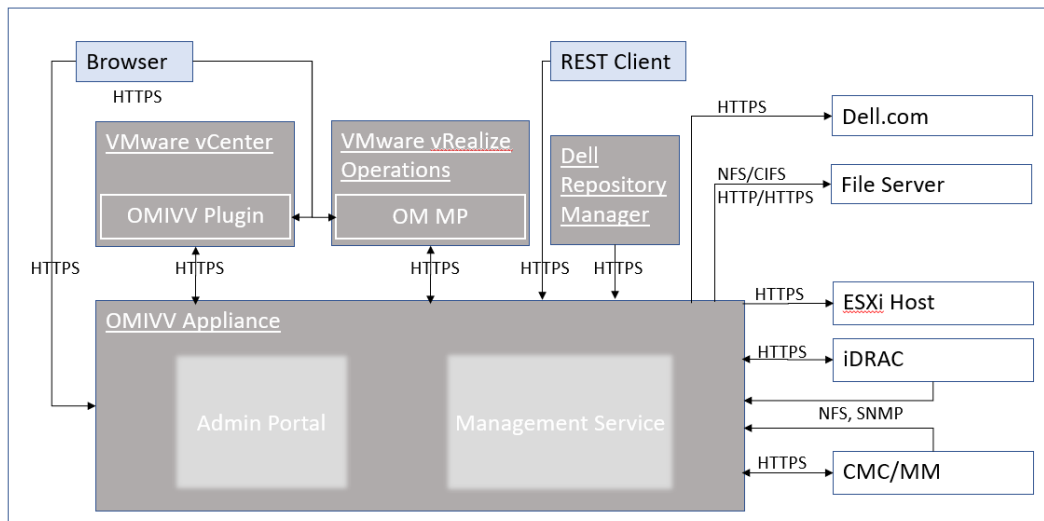 Browser
REST Client
HTTPS
HTTPS
Dell.com
VMware vCenter
VMware vRealize
Operations
Dell
Repository
Manager
NFS/CIFS
HTTP/HTTPS
File Server
OMIVV Plugin
OM MP
HTTPS
HTTPS
HTTPS
HTTPS
HTTPS
HTTPS
ESXi Host
OMIVV Appliance
HTTPS
iDRAC
Admin Portal
Management Service
NFS, SNMP
HTTPS
CMC/MM